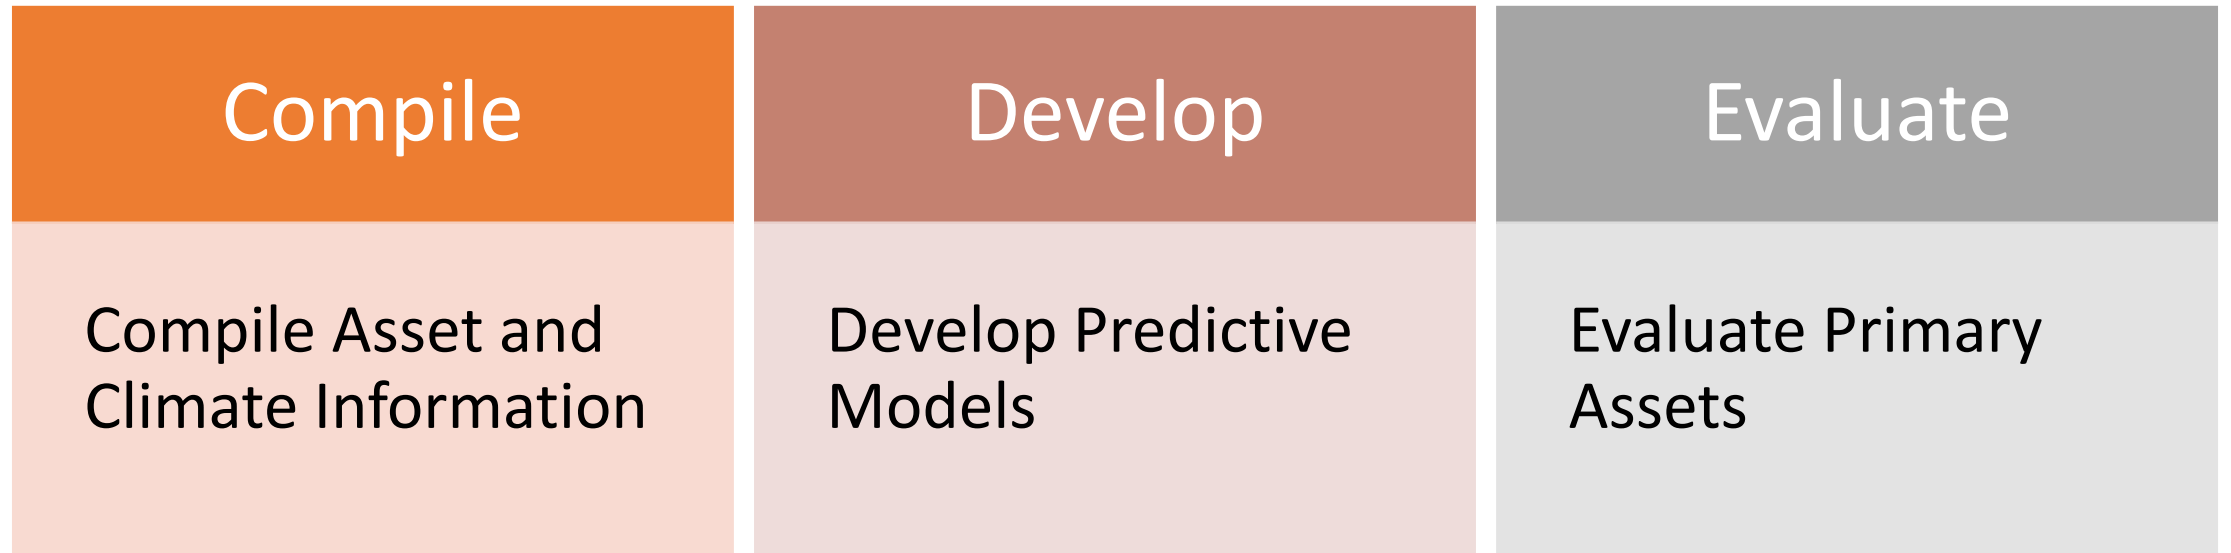 Compile
Compile Asset and
Climate Information
Develop
Develop Predictive
Models
Evaluate
Evaluate Primary
Assets